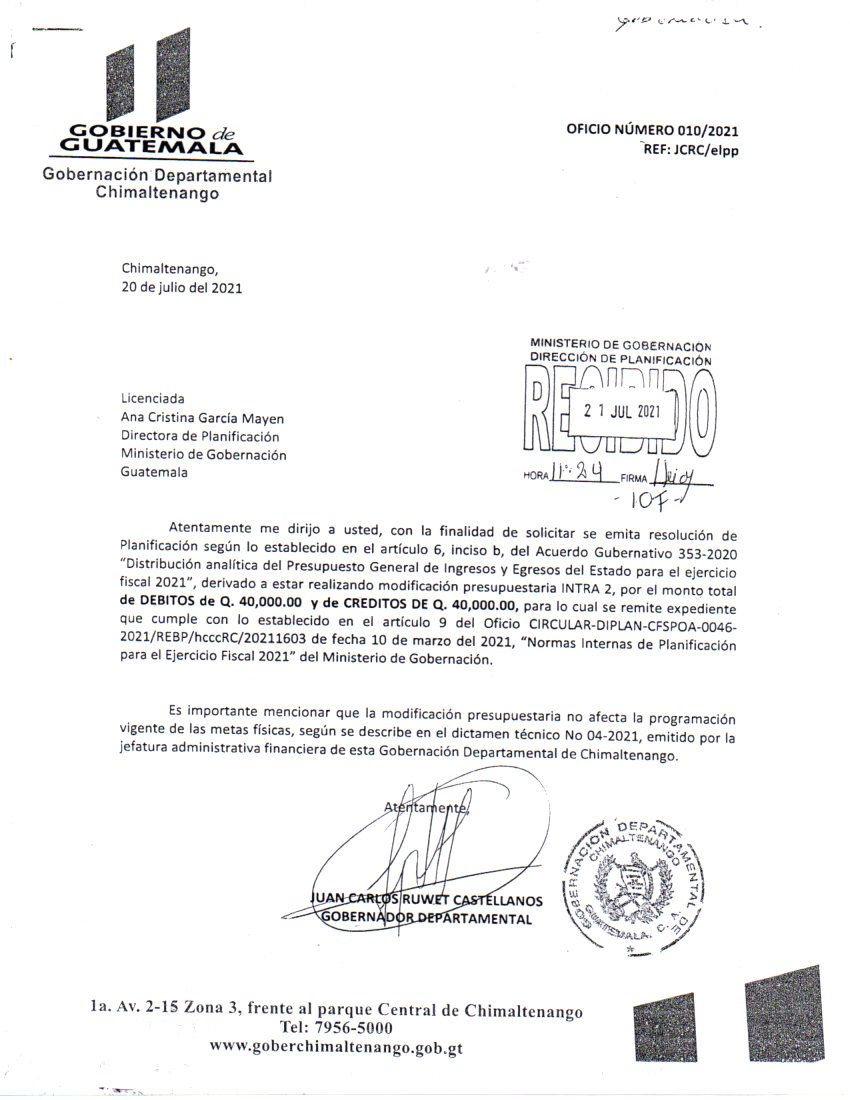 gobernación.
GOBIERNO de
GUATEMALA
Gobernación Departamental
Chimaltenango
OFICIO NÚMERO 010/2021
REF: JCRC/elpp
Chimaltenango,
20 de julio del 2021
MINISTERIO DE GOBERNACIÓN
DIRECCIÓN DE PLANIFICACIÓN
RECIBIDO
21 JUL 2021
HORA 11:24 FIRMA
Licenciada
Ana Cristina García Mayen
Directora de Planificación
Ministerio de Gobernación
Guatemala
Atentamente me dirijo a usted, con la finalidad de solicitar se emita resolución de
Planificación según lo establecido en el artículo 6, inciso b, del Acuerdo Gubernativo 353-2020
“Distribución analítica del Presupuesto General de Ingresos y Egresos del Estado para el ejercicio
fiscal 2021”, derivado a estar realizando modificación presupuestaria INTRA 2, por el monto total
de DEBITOS de Q. 40,000.00 y de CREDITOS DE Q. 40,000.00, para lo cual se remite expediente
que cumple con lo establecido en el artículo 9 del Oficio CIRCULAR-DIPLAN-CFSPOA-0046-
2021/REBP/hcccRC/20211603 de fecha 10 de marzo del 2021, “Normas Internas de Planificación
para el Ejercicio Fiscal 2021” del Ministerio de Gobernación.
Es importante mencionar que la modificación presupuestaria no afecta la programación
vigente de las metas físicas, según se describe en el dictamen técnico No 04-2021, emitido por la
jefatura administrativa financiera de esta Gobernación Departamental de Chimaltenango.
Atentamente,
JUAN CARLOS RUWET CASTELLANOS
GOBERNADOR DEPARTAMENTAL
GOBERNACION DEPARTAMENTAL DE
CHIMALTENANGO
GUATEMALA, C. A.
1a. Av. 2-15 Zona 3, frente al parque Central de Chimaltenango
Tel: 7956-5000
www.goberchimaltenango.gob.gt